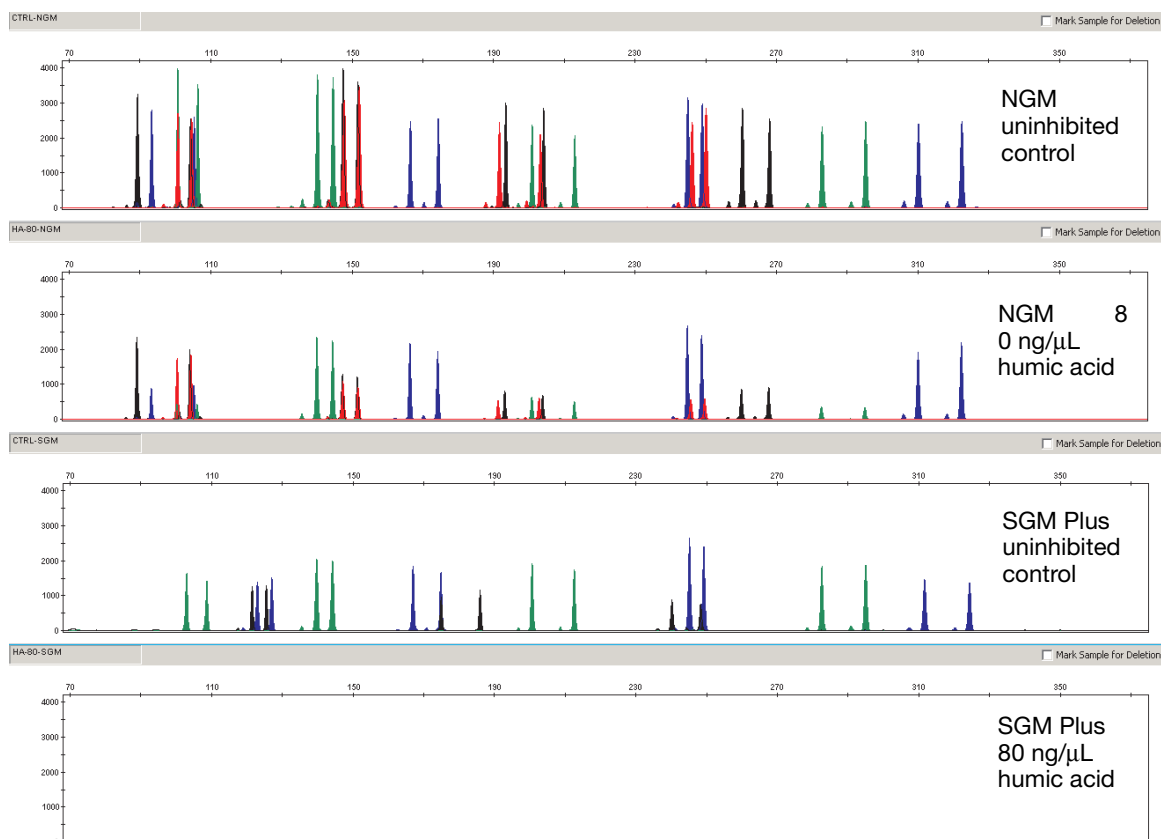 CTRL-NGM Mark Sample for Deletion
70 110 150 190 230 270 310 350
4000
3000
2000
1000
0
NGM
uninhibited
control
HA-80-NGM Mark Sample for Deletion
70 110 150 190 230 270 310 350
4000
3000
2000
1000
0
NGM 8
0 ng/μL
humic acid
CTRL-SGM Mark Sample for Deletion
70 110 150 190 230 270 310 350
4000
3000
2000
1000
0
SGM Plus
uninhibited
control
HA-80-SGM Mark Sample for Deletion
70 110 150 190 230 270 310 350
4000
3000
2000
1000
SGM Plus
80 ng/μL
humic acid